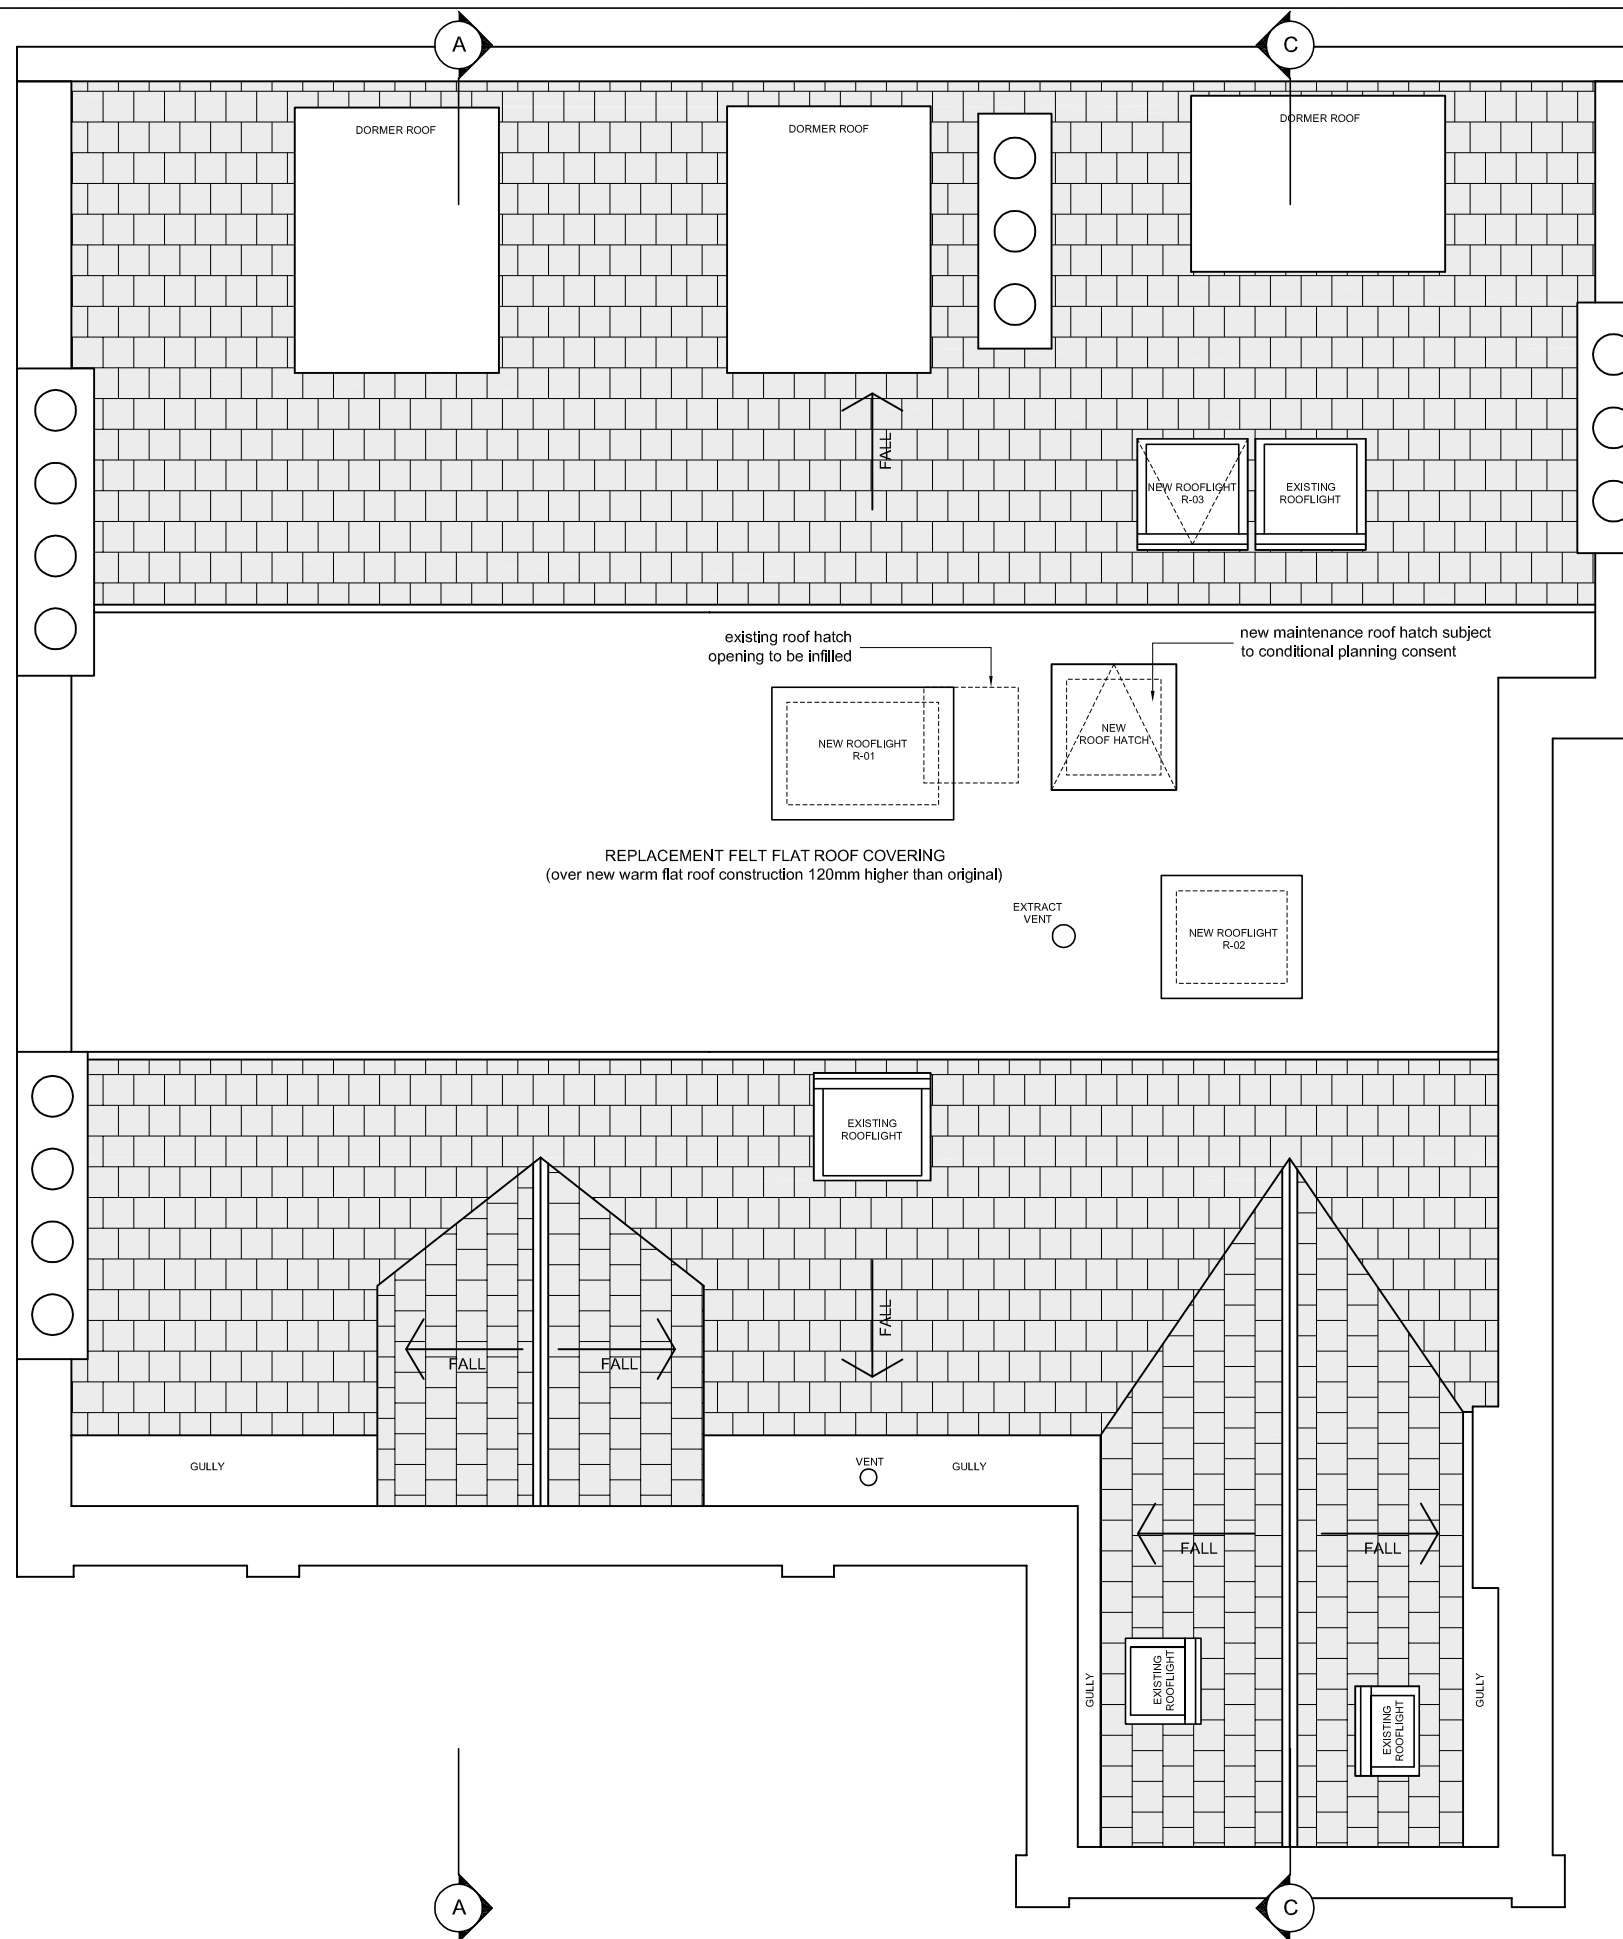 A
C
DORMER ROOF
DORMER ROOF
DORMER ROOF
FALL
NEW ROOFLIGHT
R-03
EXISTING
ROOFLIGHT
existing roof hatch
opening to be infilled
new maintenance roof hatch subject
to conditional planning consent
NEW ROOFLIGHT
R-01
NEW
ROOF HATCH
REPLACEMENT FELT FLAT ROOF COVERING
(over new warm flat roof construction 120mm higher than original)
EXTRACT
VENT
NEW ROOFLIGHT
R-02
EXISTING
ROOFLIGHT
FALL
FALL
FALL
GULLY
VENT
GULLY
FALL
FALL
GULLY
EXISTING
ROOFLIGHT
EXISTING
ROOFLIGHT
GULLY
A
C